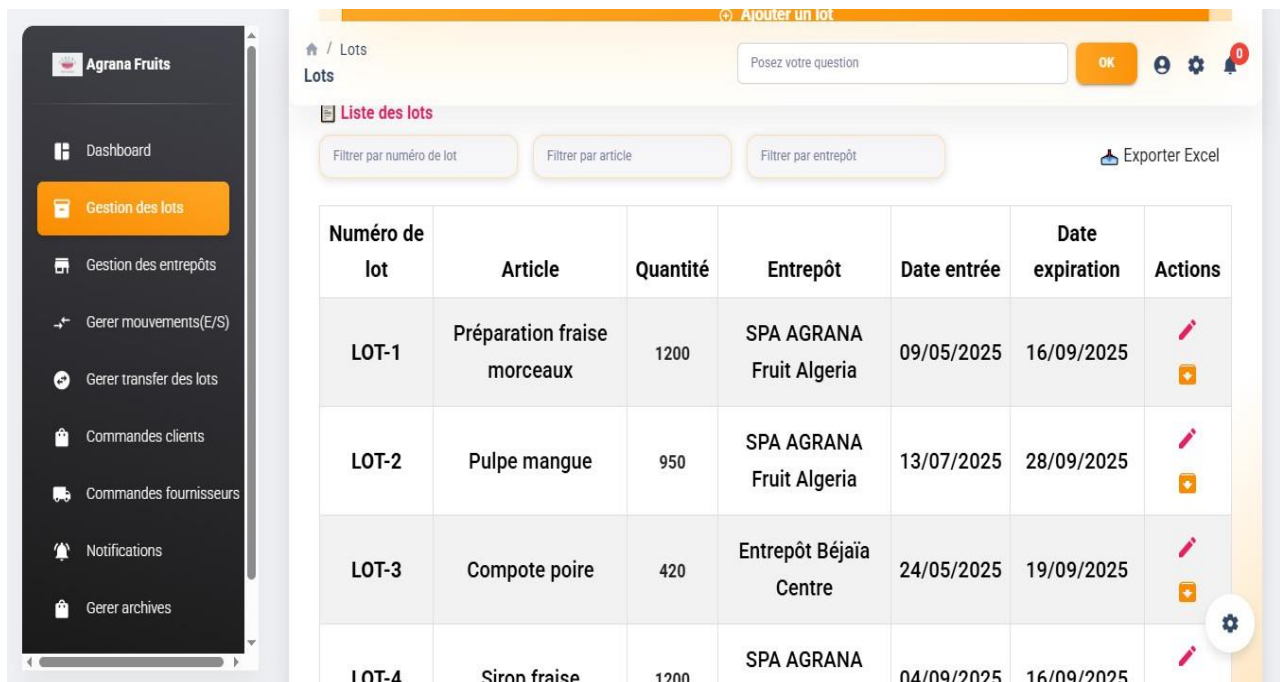 Ajouter un lot
Agrana Fruits
/ Lots
Lots
Posez votre question
OK
0
Dashboard
Gestion des lots
Gestion des entrepôts
Gerer mouvements(E/S)
Gerer transfer des lots
Commandes clients
Commandes fournisseurs
Notifications
Gerer archives
Liste des lots
Filtrer par numéro de lot
Filtrer par article
Filtrer par entrepôt
Exporter Excel
Numéro de lot
Article
Quantité
Entrepôt
Date entrée
Date expiration
Actions
LOT-1
Préparation fraise
morceaux
1200
SPA AGRANA
Fruit Algeria
09/05/2025
16/09/2025
LOT-2
Pulpe mangue
950
SPA AGRANA
Fruit Algeria
13/07/2025
28/09/2025
LOT-3
Compote poire
420
Entrepôt Béjaïa
Centre
24/05/2025
19/09/2025
LOT-4
Sirop fraise
1200
SPA AGRANA
04/09/2025
16/09/2025